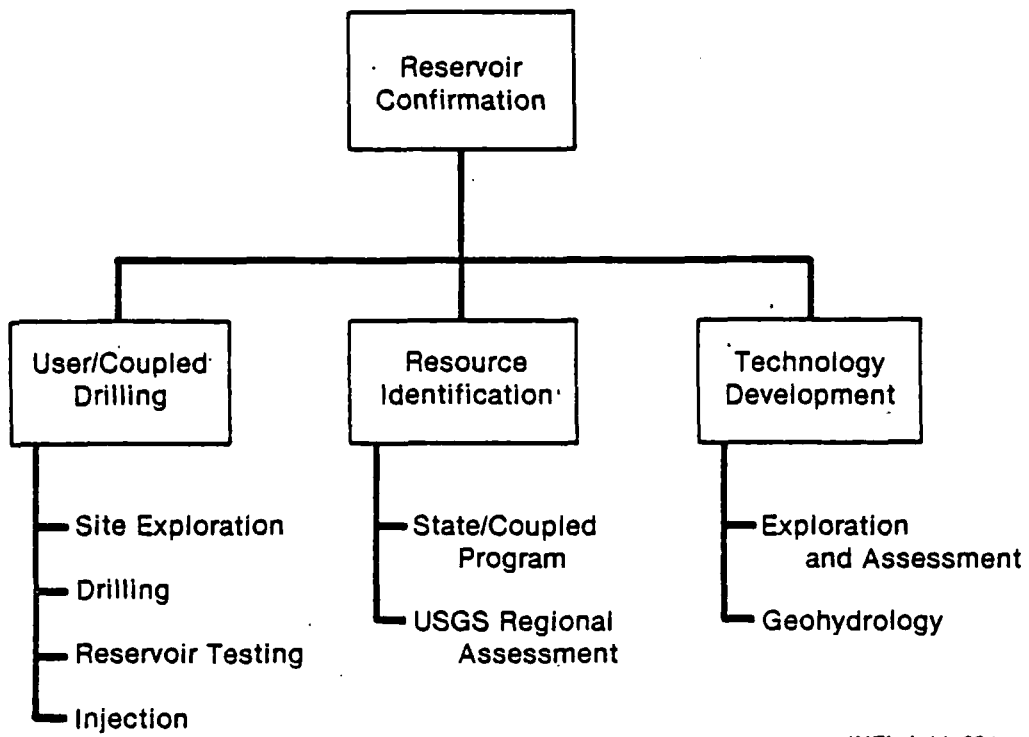 Reservoir
Confirmation
User/Coupled
Drilling
Resource
Identification
Technology
Development
Site Exploration
Drilling
Reservoir Testing
Injection
State/Coupled
Program
USGS Regional
Assessment
Exploration
and Assessment
Geohydrology